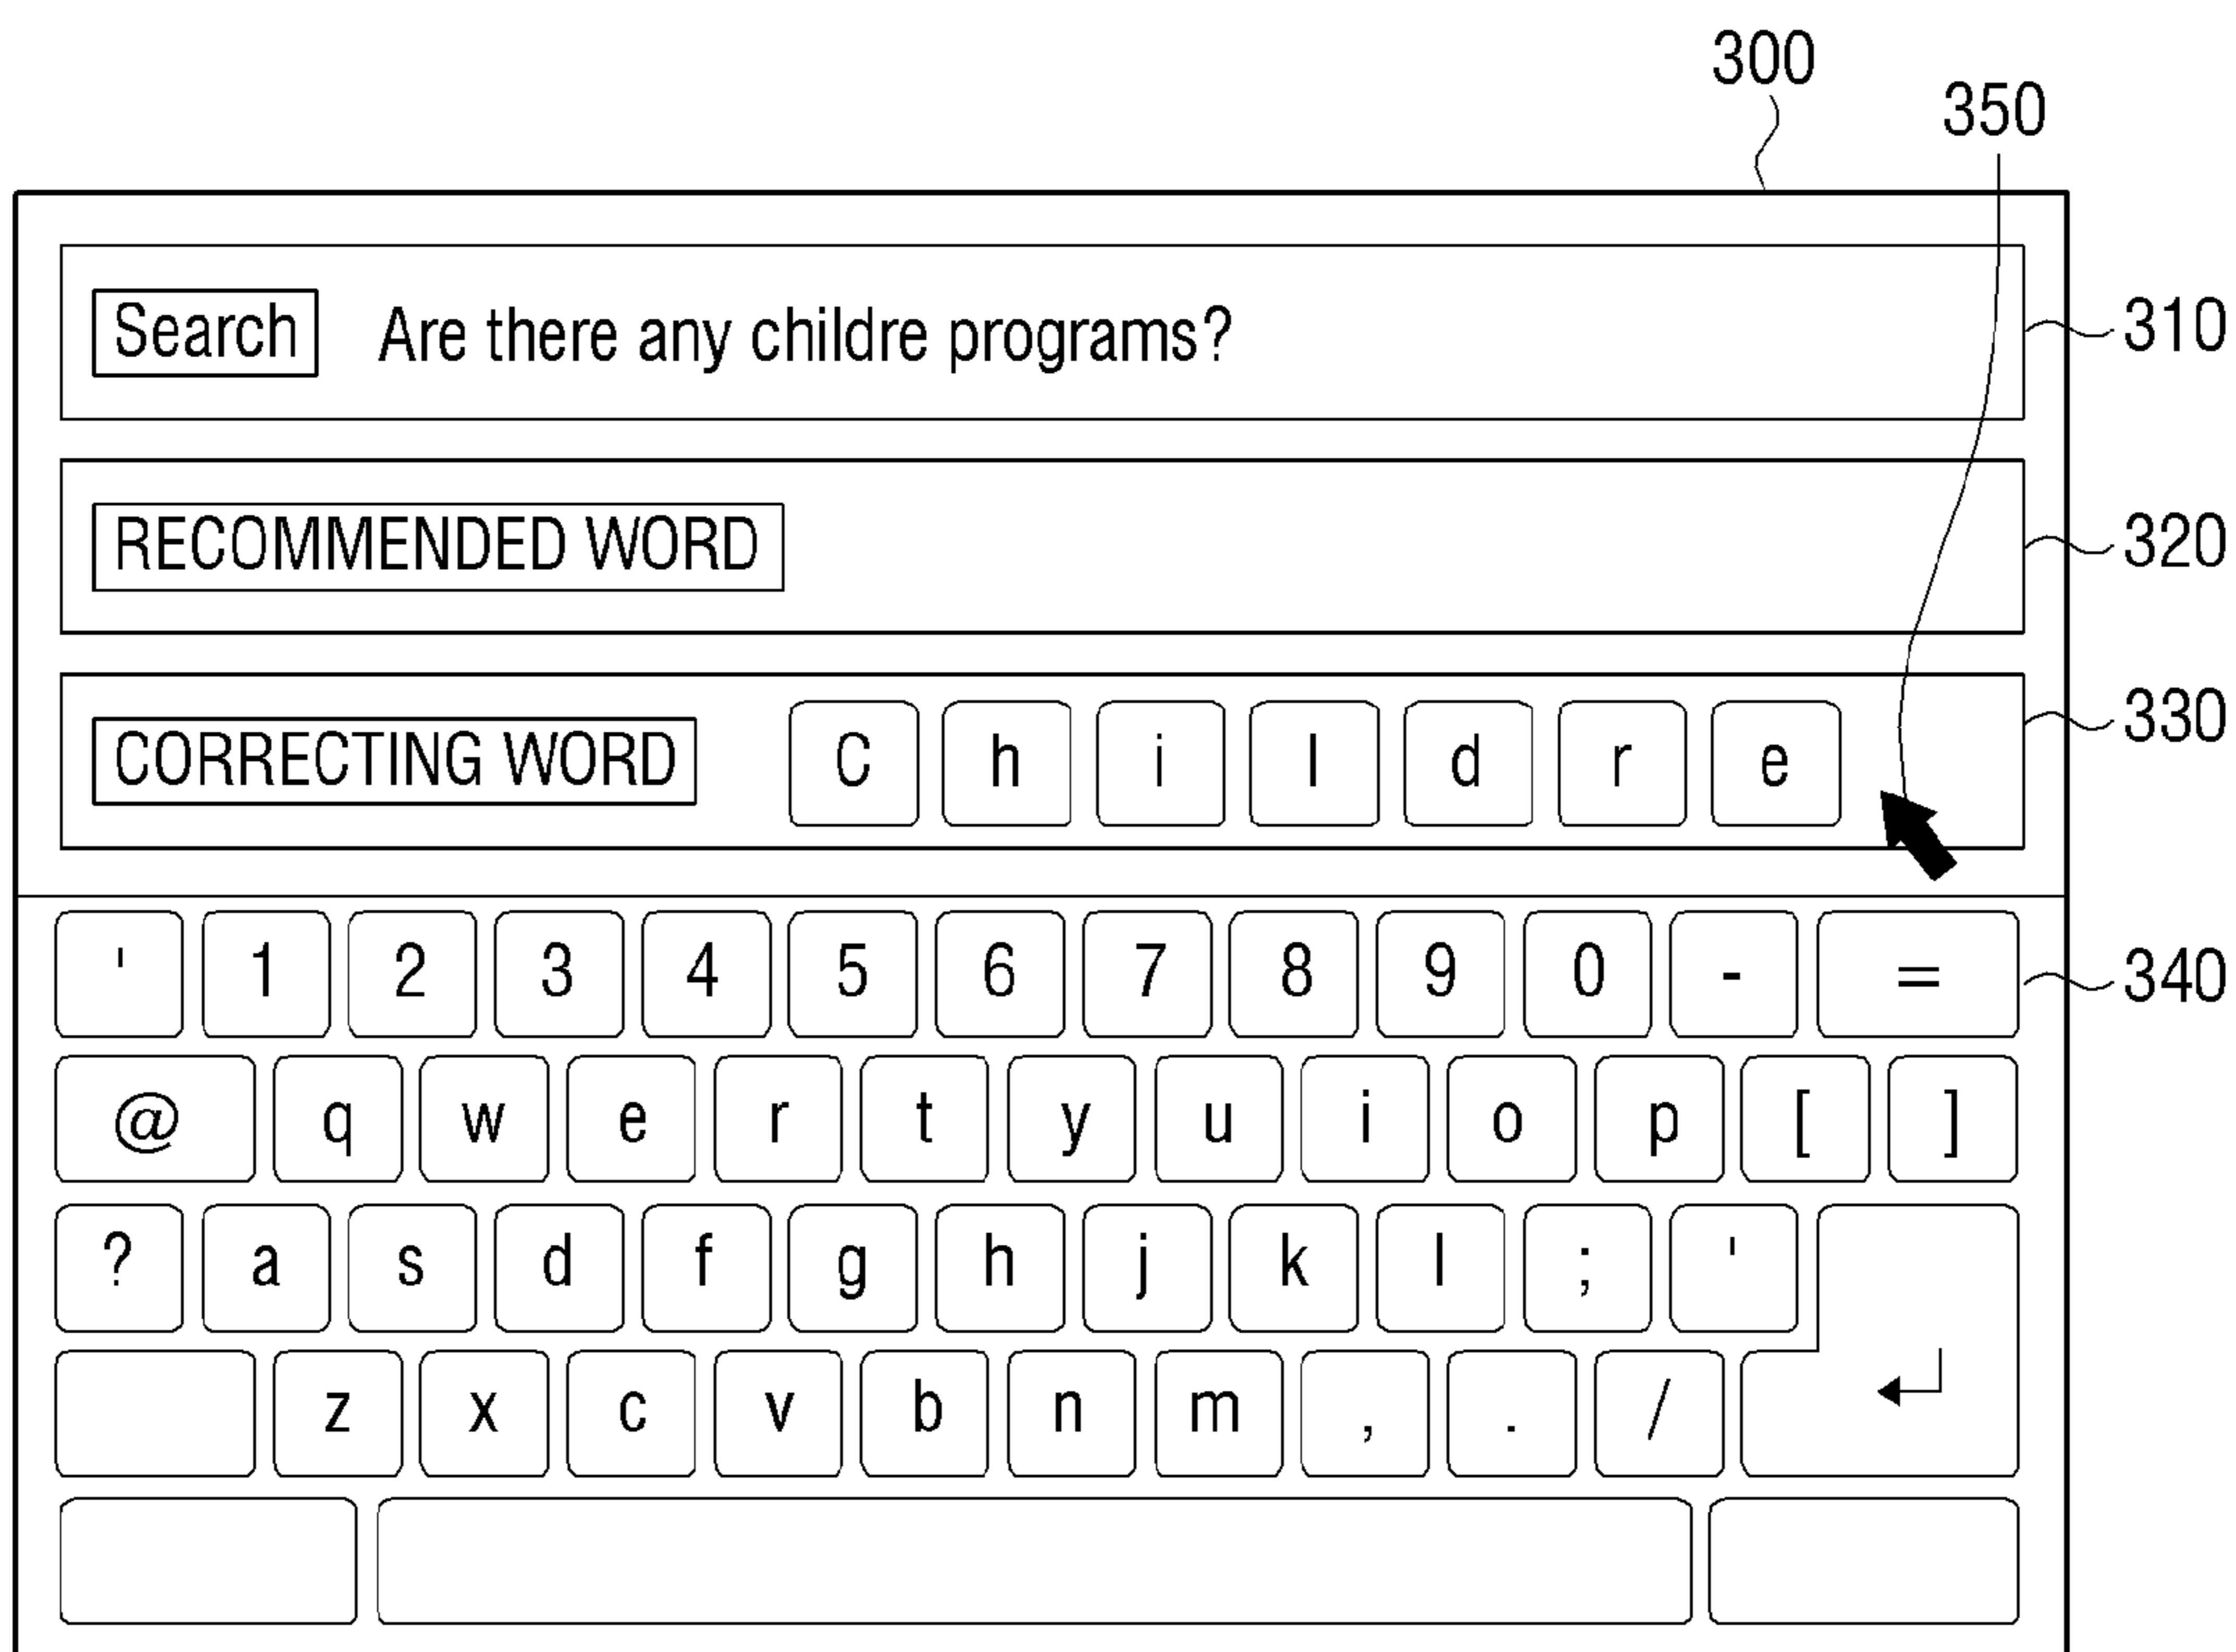 300
350
Search Are there any childre programs? 310
RECOMMENDED WORD 320
CORRECTING WORD C h i l d r e 330
' 1 2 3 4 5 6 7 8 9 0 - = 340
@ q w e r t y u i o p [ ]
? a s d f g h j k l ; '
z x c v b n m , . /